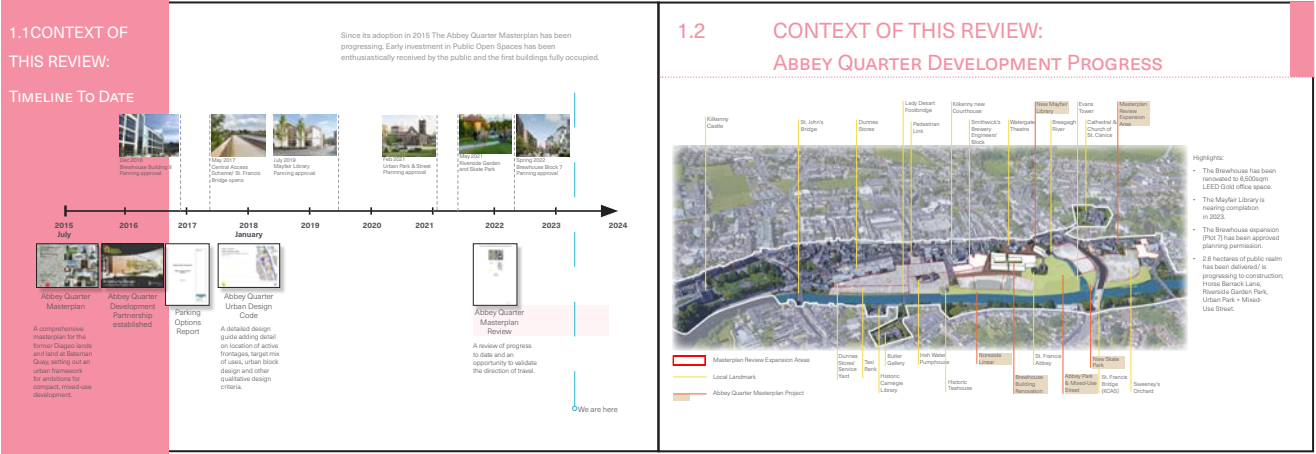 1.1CONTEXT OF
THIS REVIEW:
TIMELINE TO DATE
Since its adoption in 2015 The Abbey Quarter Masterplan has been
progressing. Early investment in Public Open Spaces has been
enthusiastically received by the public and the first buildings fully occupied.
Dec 2016
Brewhouse Building
Planning approval
May 2017
Central Access
Scheme/ St. Francis
Bridge opens
July 2019
Mayfair Library
Planning approval
Feb 2021
Urban Park & Street
Planning approval
May 2021
Riverside Garden
and Skate Park
Spring 2022
Brewhouse Block 7
Planning approval
2015
July
2016
2017
2018
January
2019
2020
2021
2022
2023
2024
Abbey Quarter
Masterplan
A comprehensive
masterplan for the
former Diageo lands
and land at Bateman
Quay, setting out an
urban framework
for ambitions for
compact, mixed-use
development.
Abbey Quarter
Development
Partnership
established
Parking
Options
Report
Abbey Quarter
Urban Design
Code
A detailed design
guide adding detail
on location of active
frontages, target mix
of uses, urban block
design and other
qualitative design
criteria.
Abbey Quarter
Masterplan
Review
A review of progress
to date and an
opportunity to validate
the direction of travel.
We are here
1.2
CONTEXT OF THIS REVIEW:
ABBEY QUARTER DEVELOPMENT PROGRESS
Kilkenny
Castle
St. John's
Bridge
Dunnes
Stores
Lady Desart
Footbridge
Pedestrian
Link
Kilkenny new
Courthouse
Smithwick's
Brewery
Engineers'
Block
Watergate
Theatre
New Mayfair
Library
Breagagh
River
Evans
Tower
Cathedral &
Church of
St. Canice
Masterplan
Review
Expansion
Area
Highlights:
• The Brewhouse has been
renovated to 6,500sqm
LEED Gold office space.
• The Mayfair Library is
nearing completion
in 2023.
• The Brewhouse expansion
(Plot 7) has been approved
planning permission.
• 2.6 hectares of public realm
has been delivered/ is
progressing to construction;
Horse Barrack Lane,
Riverside Garden Park,
Urban Park + Mixed-
Use Street.
Masterplan Review Expansion Areas
Local Landmark
Abbey Quarter Masterplan Project
Dunnes
Stores'
Service
Yard
Taxi
Rank
Butler
Gallery
Historic
Carnegie
Library
Irish Water
Pumphouse
Historic
Teahouse
Noreside
Linear
Brewhouse
Building
Renovation
St. Francis
Abbey
Abbey Park
& Mixed-Use
Street
New Skate
Park
St. Francis
Bridge
(KCAS)
Sweeney's
Orchard